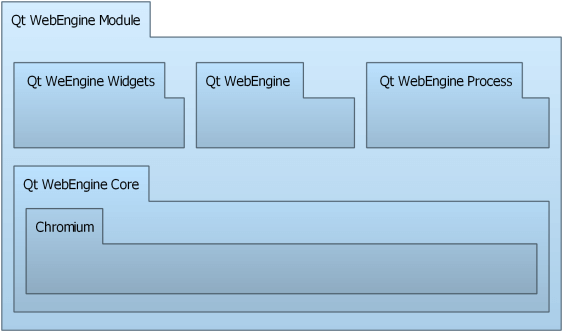 Qt WebEngine Module
Qt WeEngine Widgets
Qt WebEngine
Qt WebEngine Process
Qt WebEngine Core
Chromium